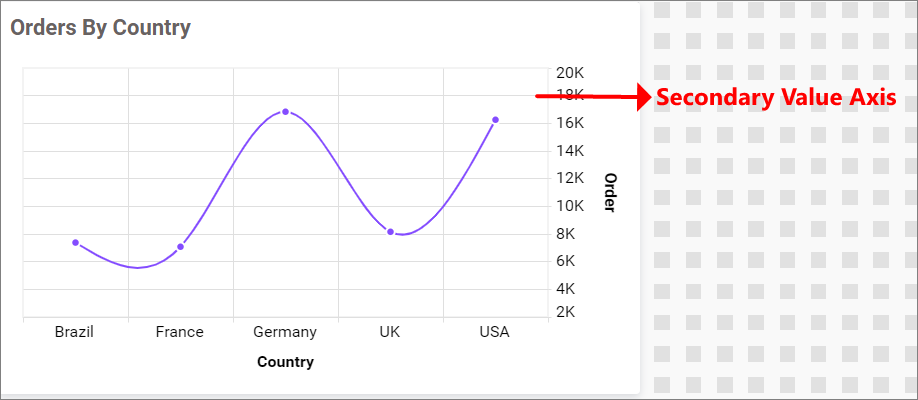 Orders By Country
20K
18K
Secondary Value Axis
16K
14K
12K
Order
10K
8K
6K
4K
2K
Brazil France Germany UK USA
Country